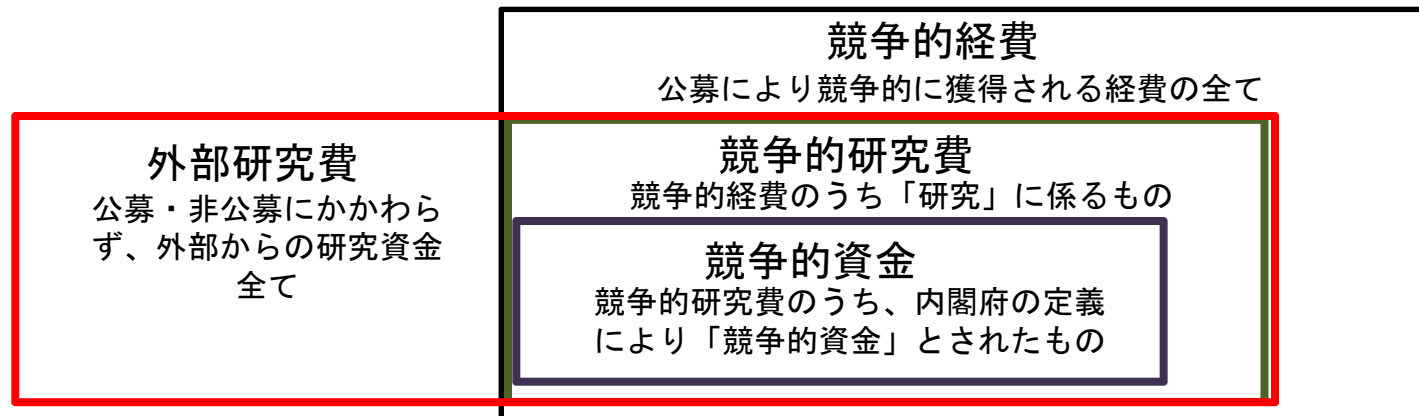 競争的経費
公募により競争的に獲得される経費の全て
外部研究費
公募・非公募にかかわら
ず、外部からの研究資金
全て
競争的研究費
競争的経費のうち「研究」に係るもの
競争的資金
競争的研究費のうち、内閣府の定義
により「競争的資金」とされたもの